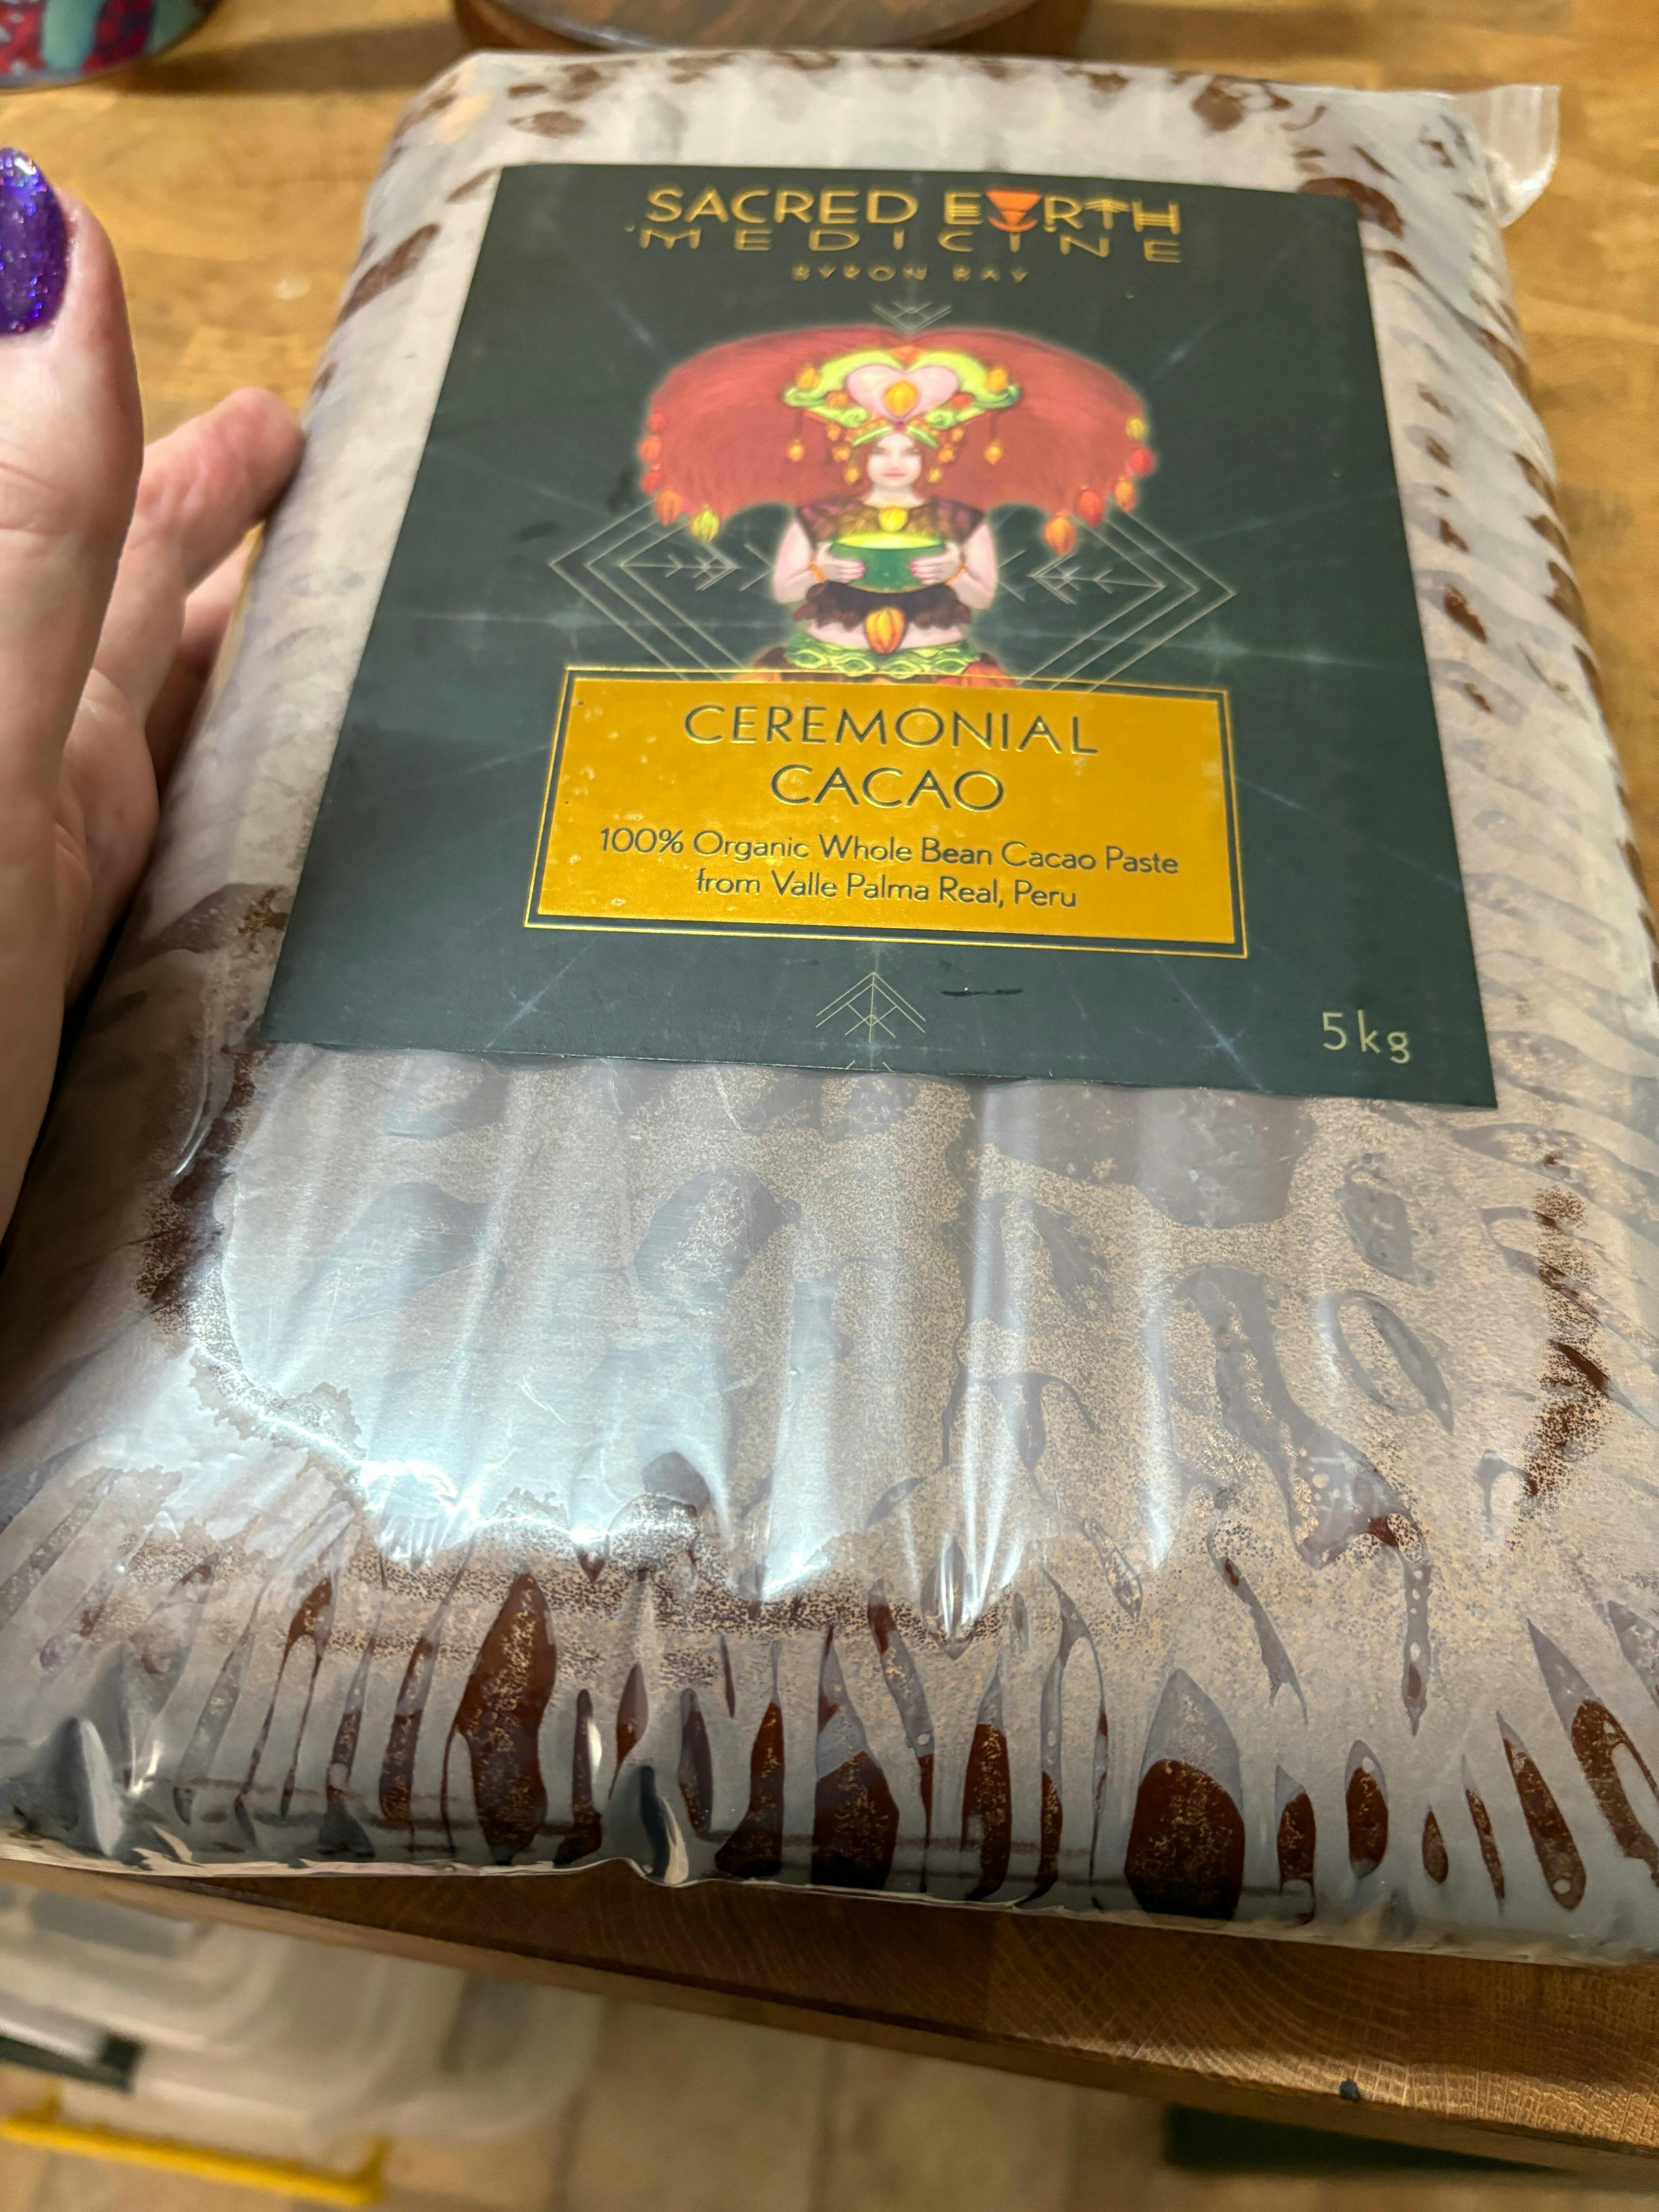 SACRED EARTH
MEDICINE
BYRON BAY
CEREMONIAL
CACAO
100% Organic Whole Bean Cacao Paste
from Valle Palma Real, Peru
5kg